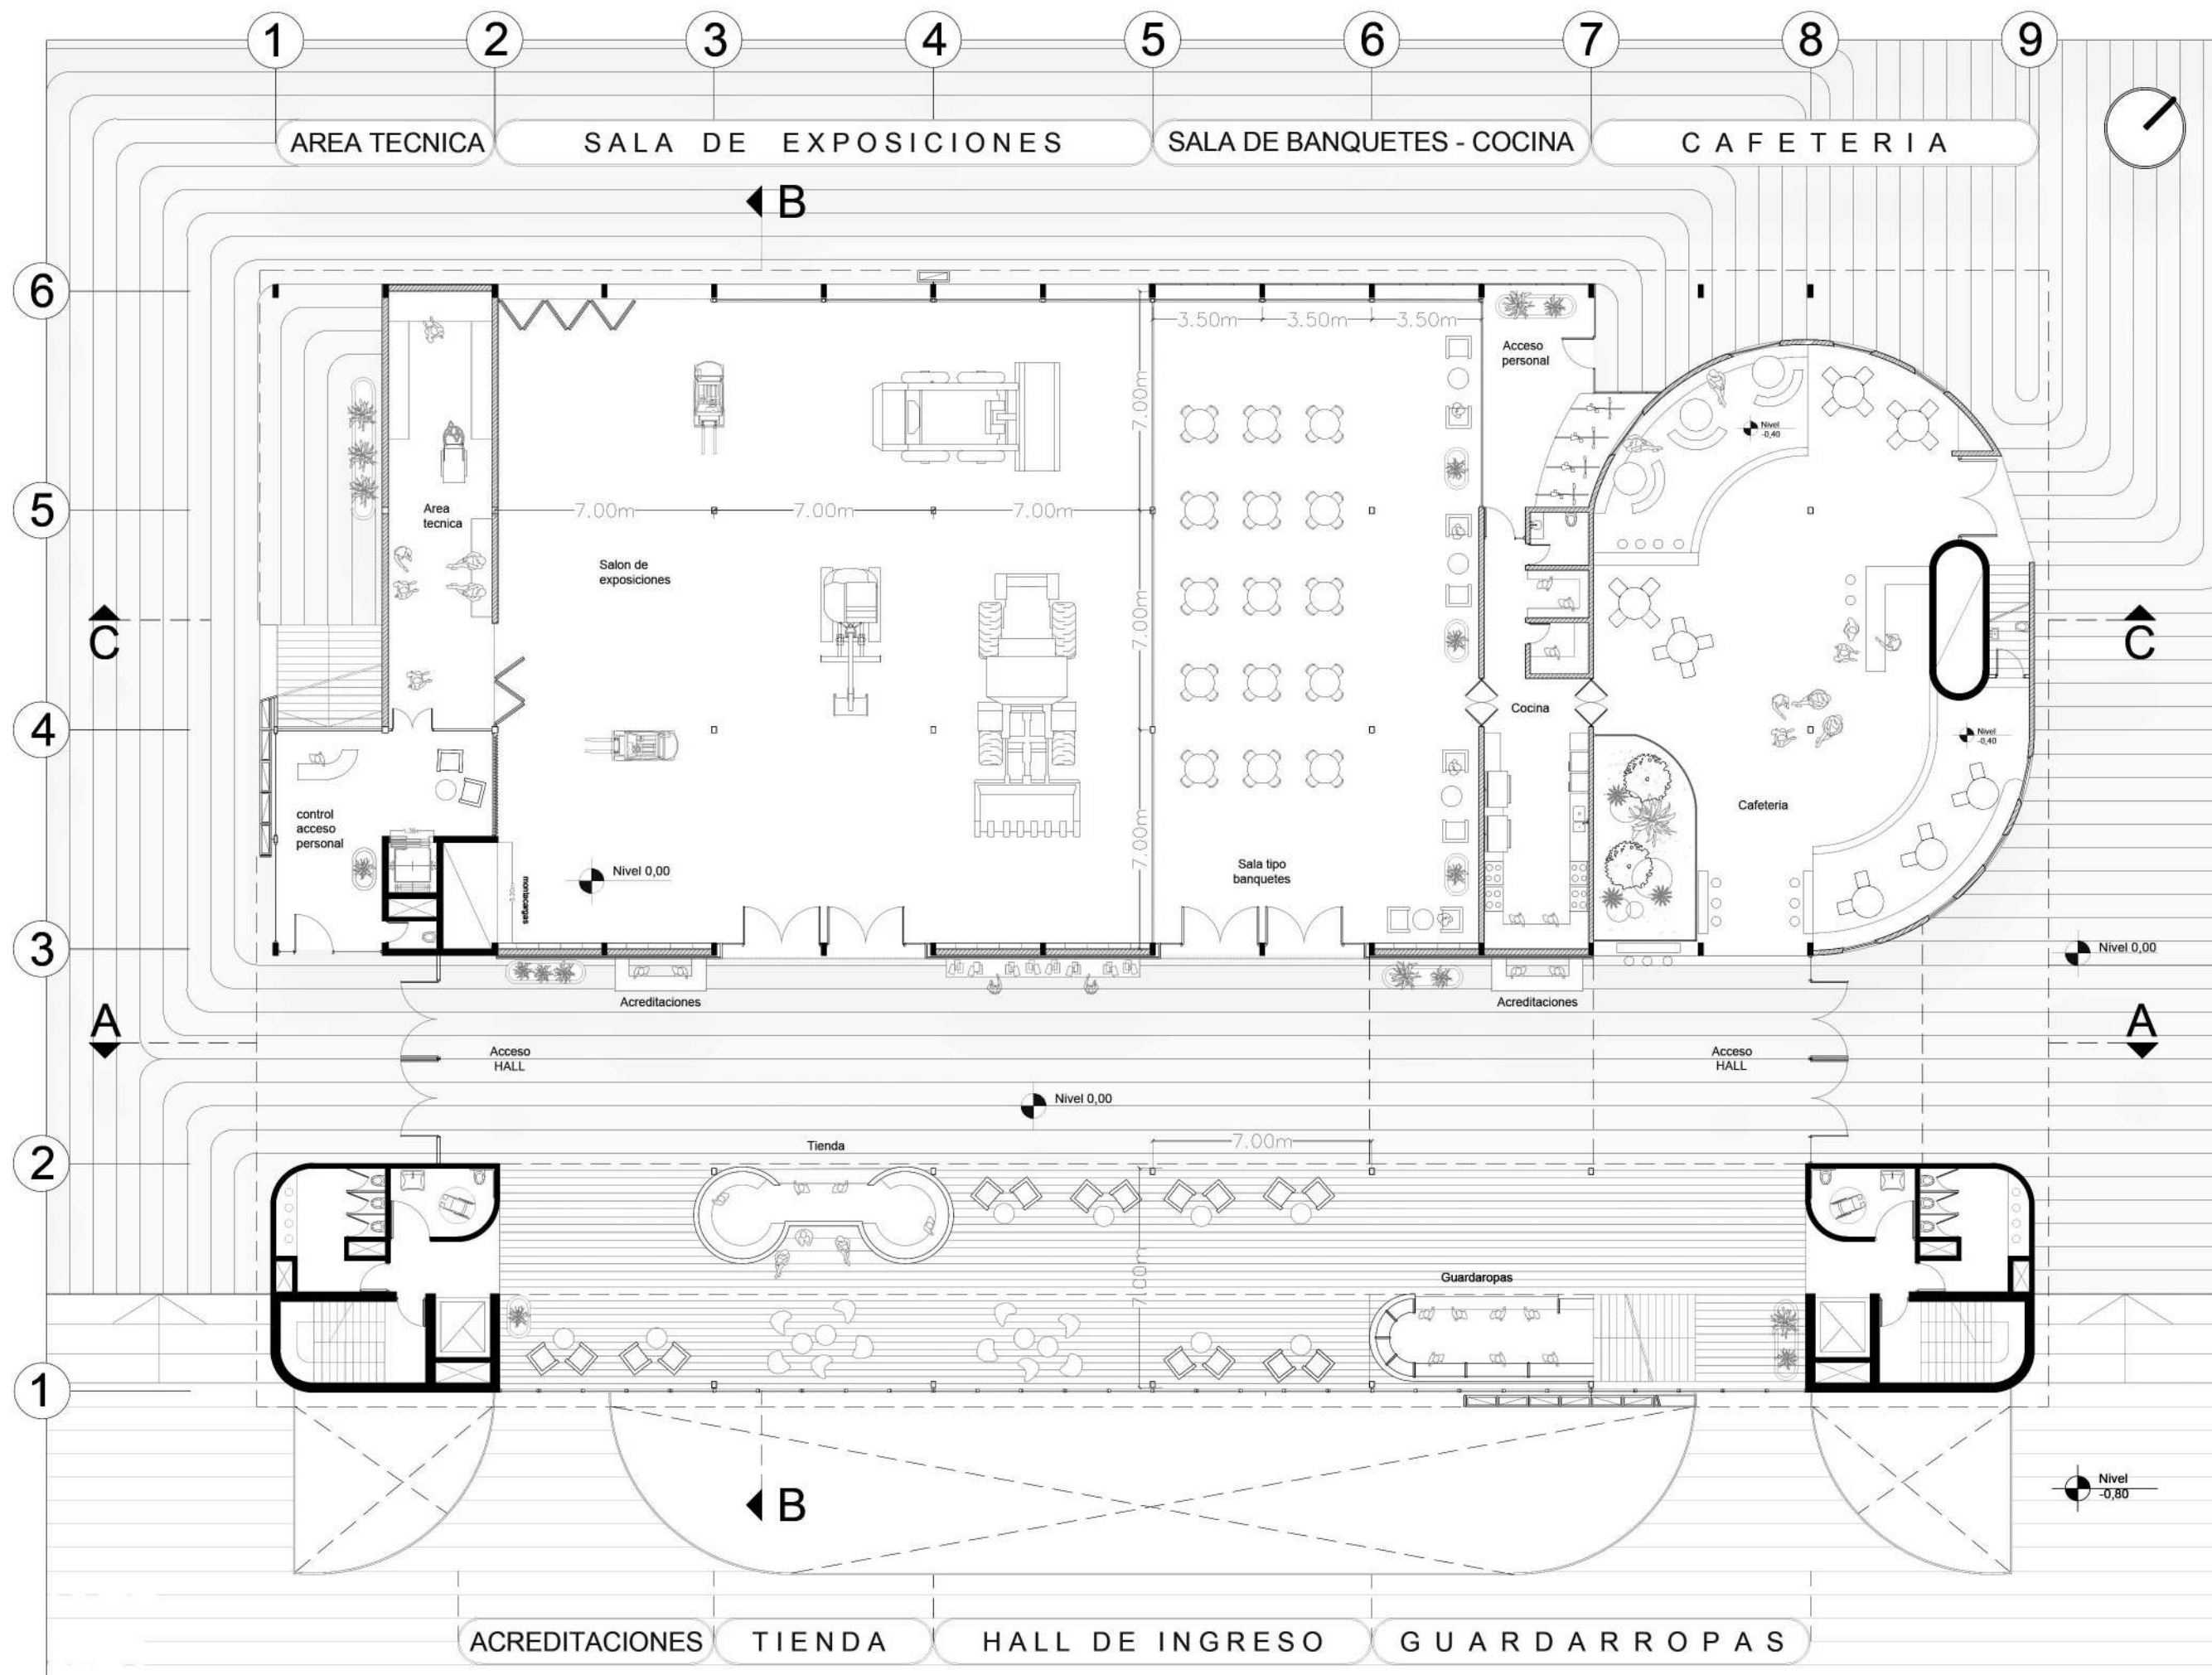 1 2 3 4 5 6 7 8 9
AREA TECNICA
SALA DE EXPOSICIONES
SALA DE BANQUETES - COCINA
CAFETERIA
B
6
3.50m 3.50m 3.50m
Acceso
personal
7.00m
Nivel
-0,40
5
Area
tecnica
7.00m 7.00m 7.00m
Salon de
exposiciones
7.00m
C
C
4
Cocina
Nivel
-0,40
control
acceso
personal
1.36m
Cafeteria
7.00m
Sala tipo
banquetes
Nivel 0,00
3.20m
montacargas
3
Nivel 0,00
Acreditaciones
Acreditaciones
A
A
Acceso
HALL
Acceso
HALL
Nivel 0,00
2
Tienda
7.00m
7.00m
Guardaropas
1
B
Nivel
-0,80
ACREDITACIONES
TIENDA
HALL DE INGRESO
GUARDARROPAS